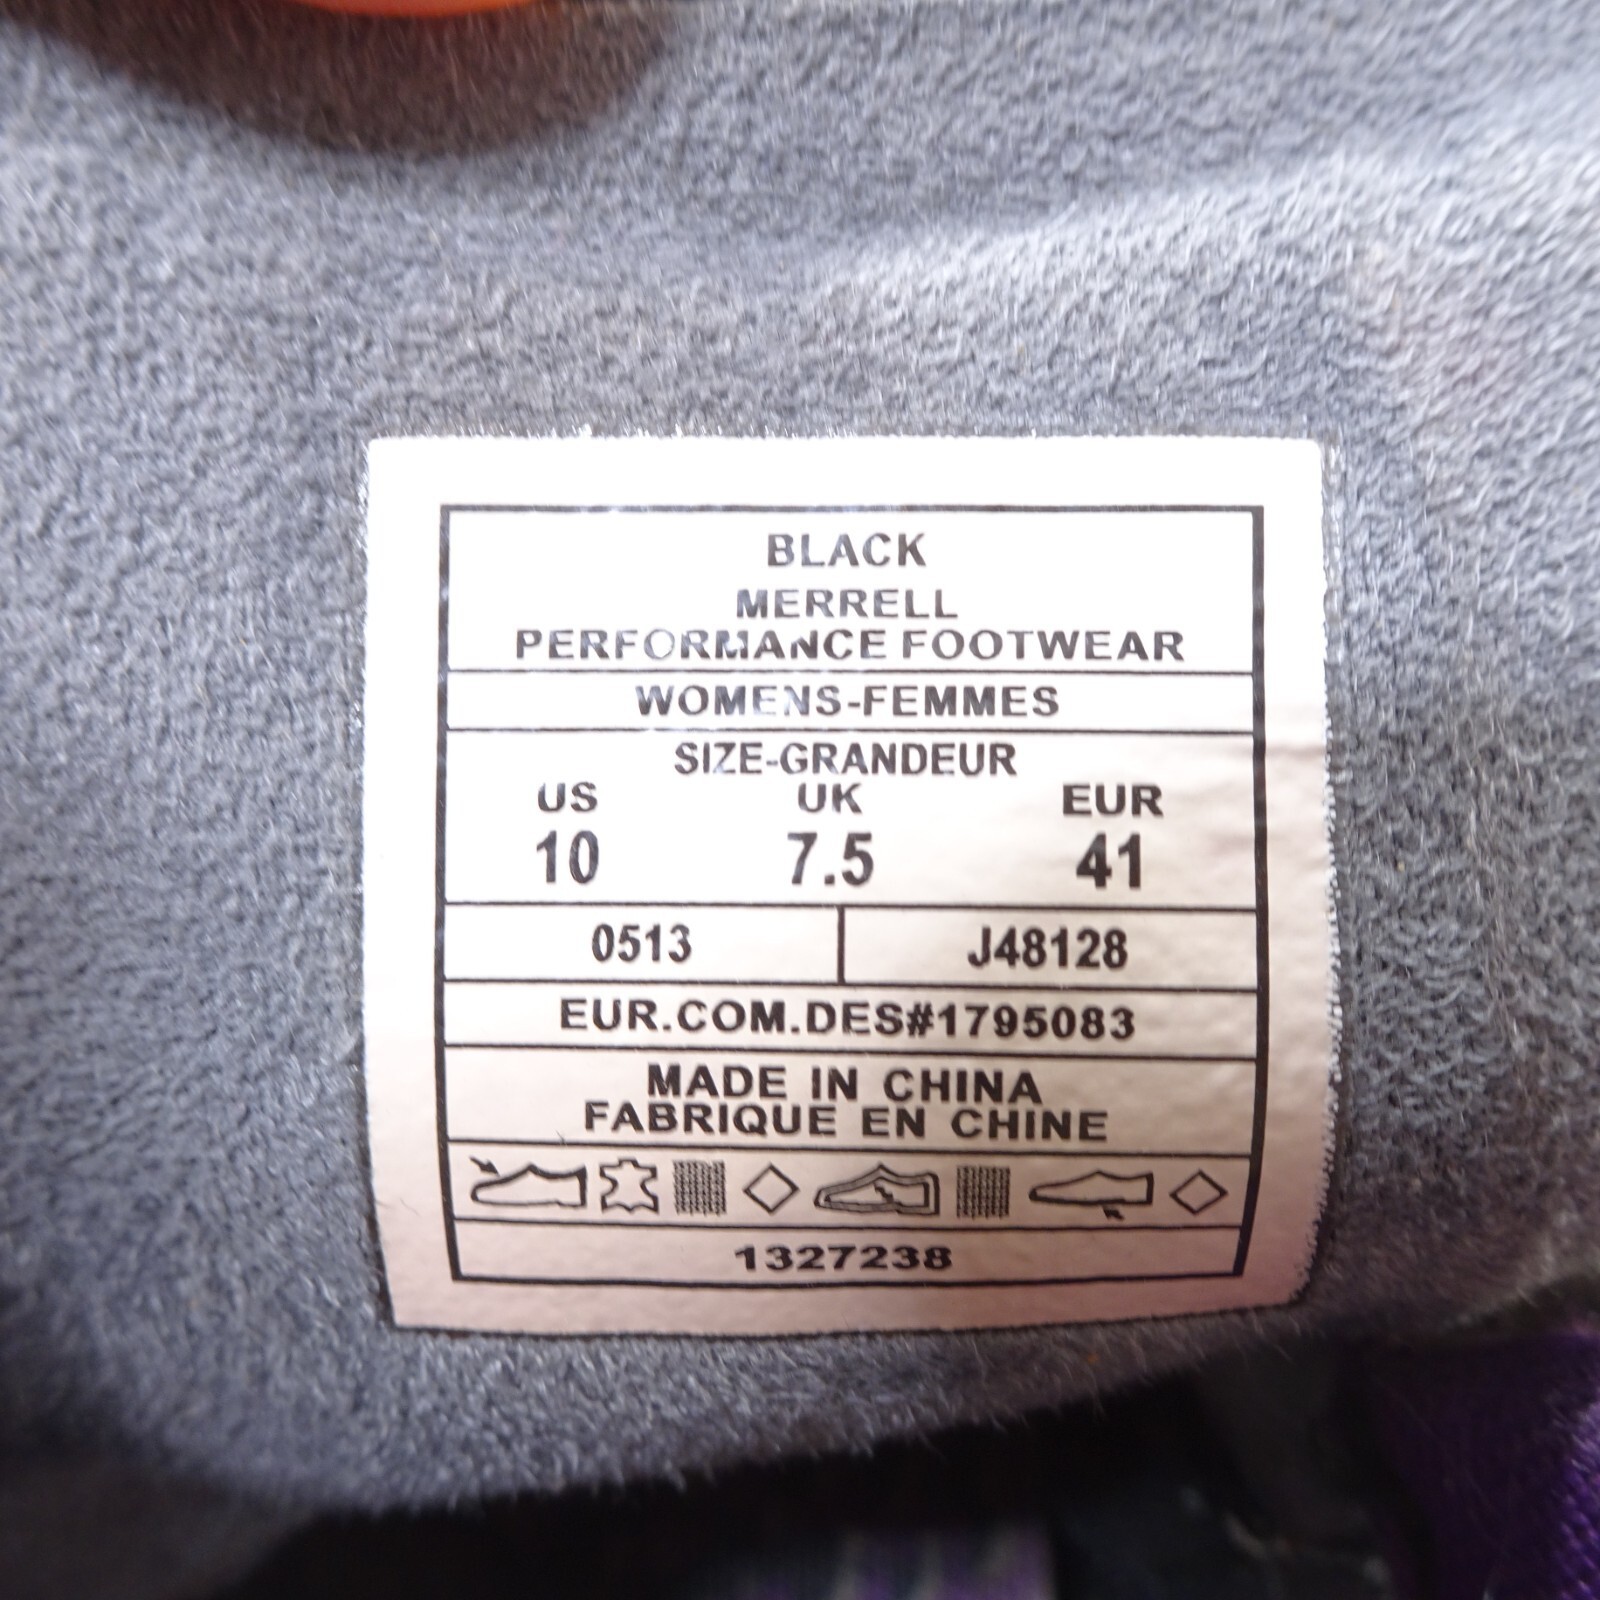 BLACK
MERRELL
PERFORMANCE FOOTWEAR
WOMENS-FEMMES
SIZE-GRANDEUR
US UK EUR
10 7.5 41
0513 J48128
EUR.COM.DES#1795083
MADE IN CHINA
FABRIQUE EN CHINE
1327238